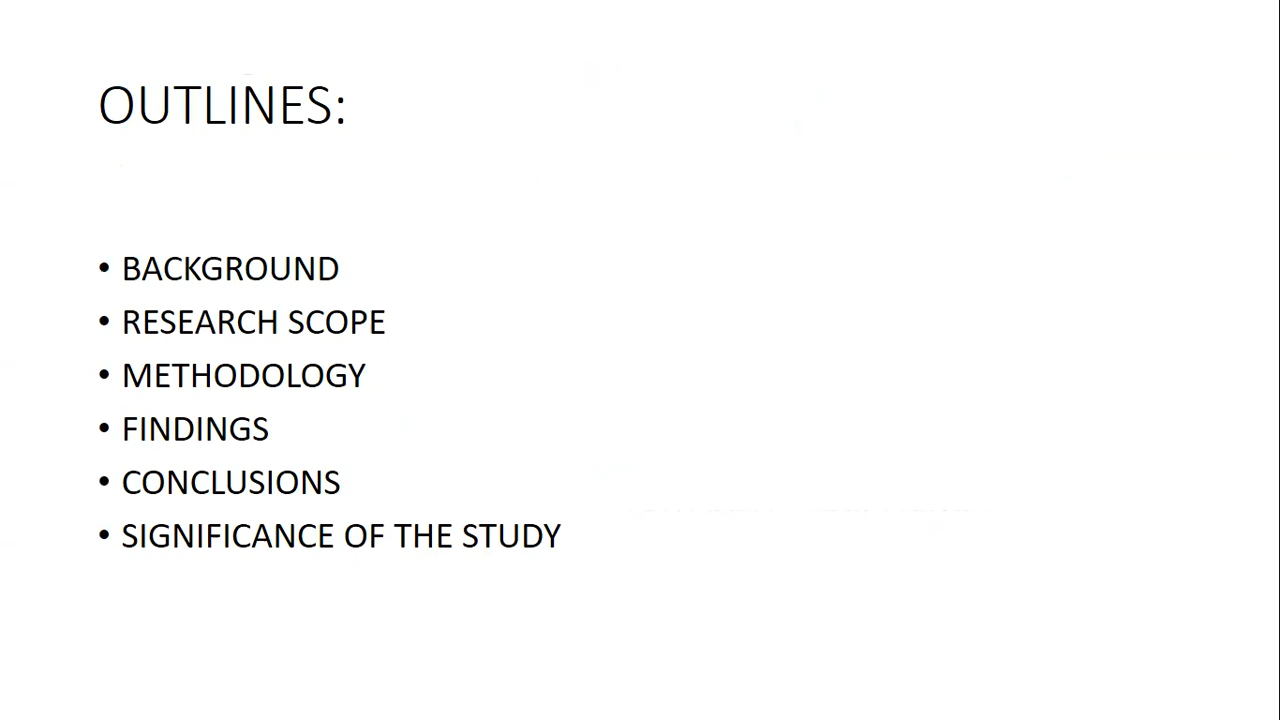 OUTLINES:
• BACKGROUND
• RESEARCH SCOPE
• METHODOLOGY
• FINDINGS
• CONCLUSIONS
• SIGNIFICANCE OF THE STUDY